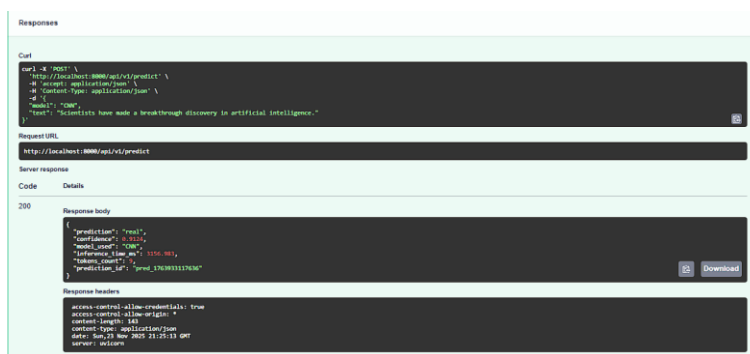 Responses
Curl
curl -X 'POST' \
'http://localhost:8000/api/v1/predict' \
-H 'accept: application/json' \
-H 'Content-Type: application/json' \
-d '{
"model": "CNN",
"text": "Scientists have made a breakthrough discovery in artificial intelligence."
}'
Request URL
http://localhost:8000/api/v1/predict
Server response
Code Details
200
Response body
{
"prediction": "real",
"confidence": 0.9124,
"model_used": "CNN",
"inference_time_ms": 1156.983,
"tokens_count": 9,
"prediction_id": "pred_1763933117636"
}
Download
Response headers
access-control-allow-credentials: true
access-control-allow-origin: *
content-length: 143
content-type: application/json
date: Sun,23 Nov 2025 21:25:13 GMT
server: uvicorn